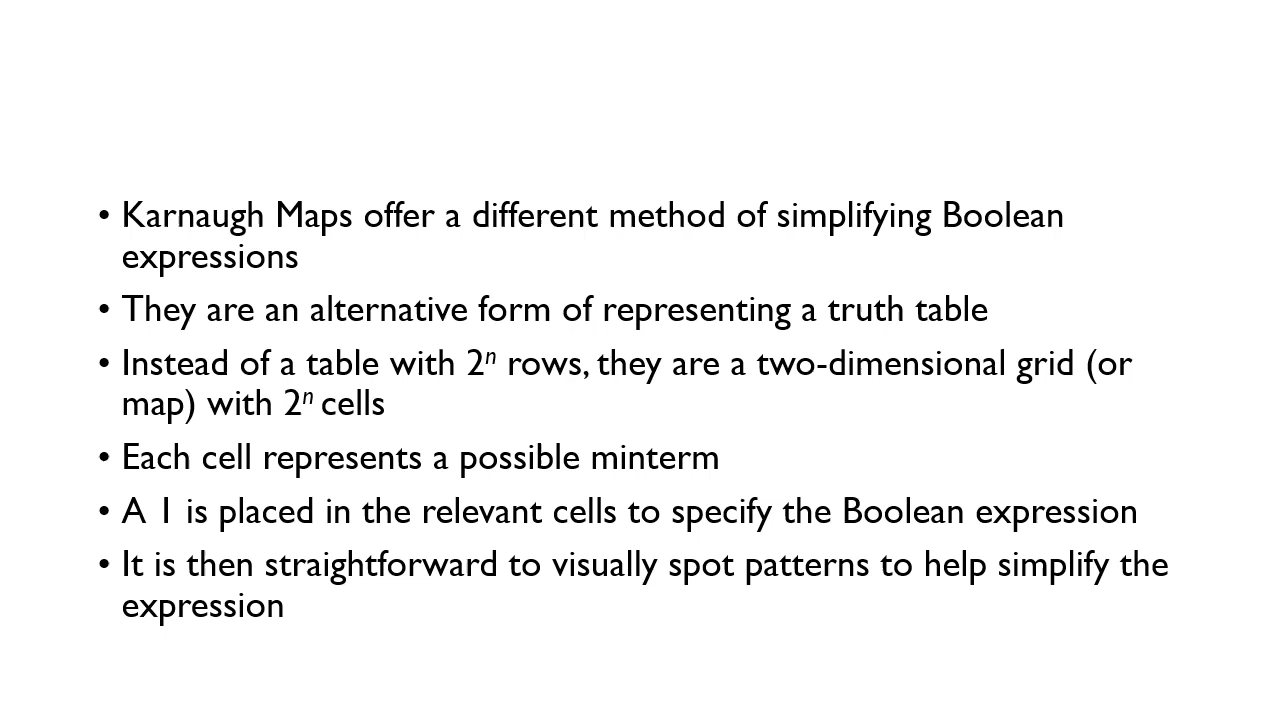 • Karnaugh Maps offer a different method of simplifying Boolean
expressions
• They are an alternative form of representing a truth table
• Instead of a table with 2ⁿ rows, they are a two-dimensional grid (or
map) with 2ⁿ cells
• Each cell represents a possible minterm
• A 1 is placed in the relevant cells to specify the Boolean expression
• It is then straightforward to visually spot patterns to help simplify the
expression